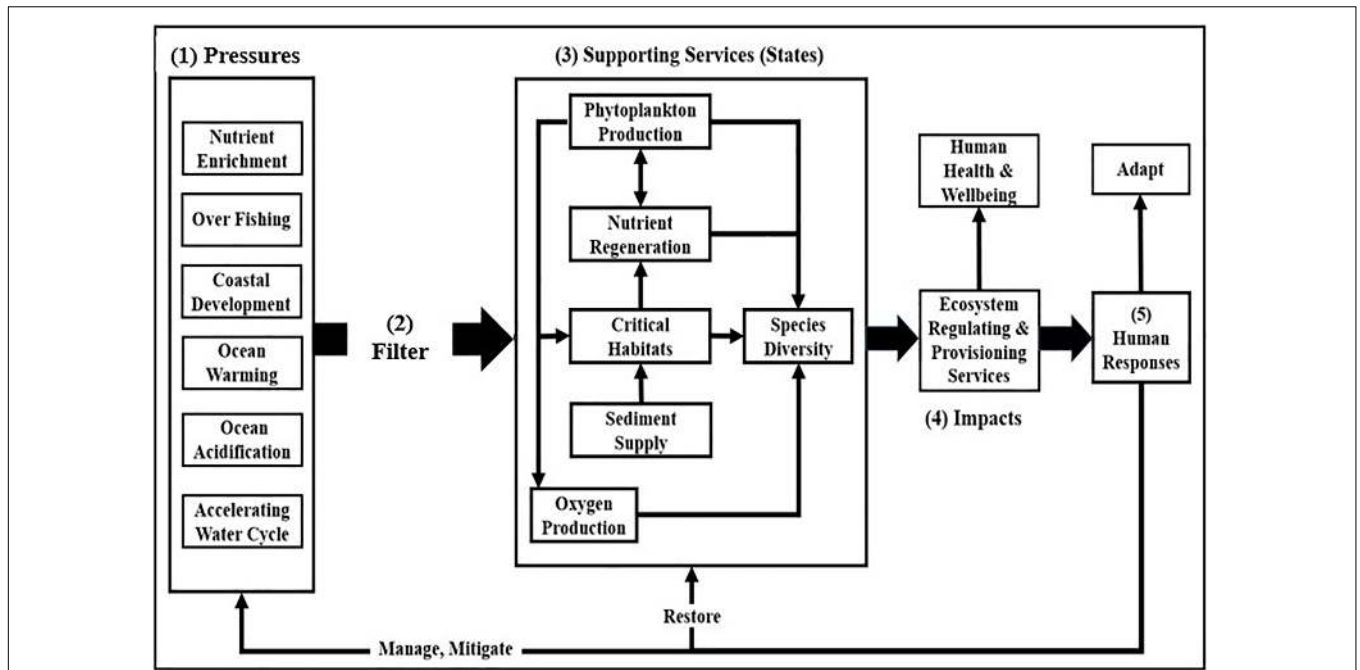 (1) Pressures
Nutrient
Enrichment
Over Fishing
Coastal
Development
Ocean
Warming
Ocean
Acidification
Accelerating
Water Cycle
(2)
Filter
(3) Supporting Services (States)
Phytoplankton
Production
Nutrient
Regeneration
Critical
Habitats
Species
Diversity
Sediment
Supply
Oxygen
Production
Human
Health &
Wellbeing
Ecosystem
Regulating &
Provisioning
Services
(4) Impacts
Adapt
(5)
Human
Responses
Restore
Manage, Mitigate